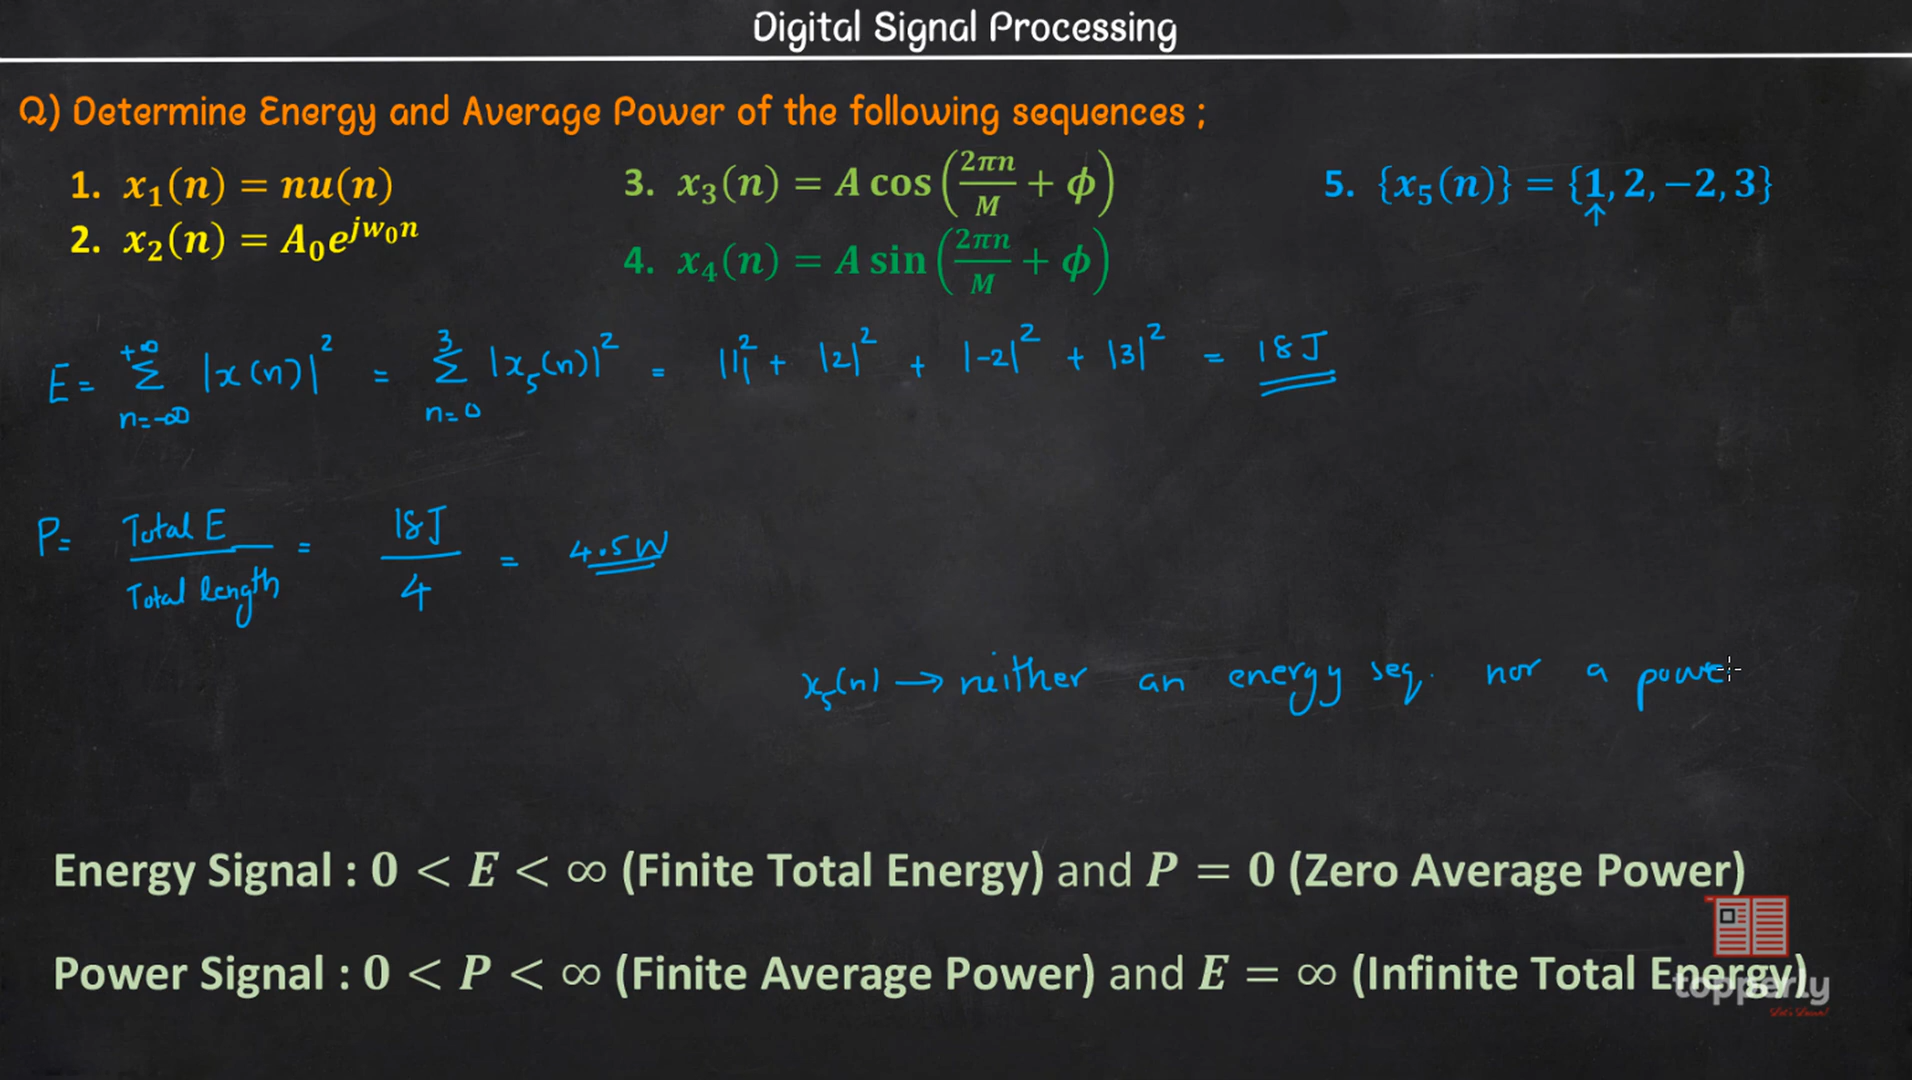 Digital Signal Processing
Q) Determine Energy and Average Power of the following sequences ;
1. x₁(n) = nu(n)
2. x₂(n) = A₀e^{jw₀n}
3. x₃(n) = A cos(2πn/M + ϕ)
4. x₄(n) = A sin(2πn/M + ϕ)
5. {x₅(n)} = {1, 2, −2, 3}
↑
E = Σ_{n=-∞}^{+∞} |x(n)|² = Σ_{n=0}^{3} |x₅(n)|² = |1|² + |2|² + |-2|² + |3|² = 18J
P = Total E / Total length = 18J / 4 = 4.5W
x₅(n) → neither an energy seq. nor a powe
Energy Signal : 0 < E < ∞ (Finite Total Energy) and P = 0 (Zero Average Power)
Power Signal : 0 < P < ∞ (Finite Average Power) and E = ∞ (Infinite Total Energy)
topperly
Let's Learn!